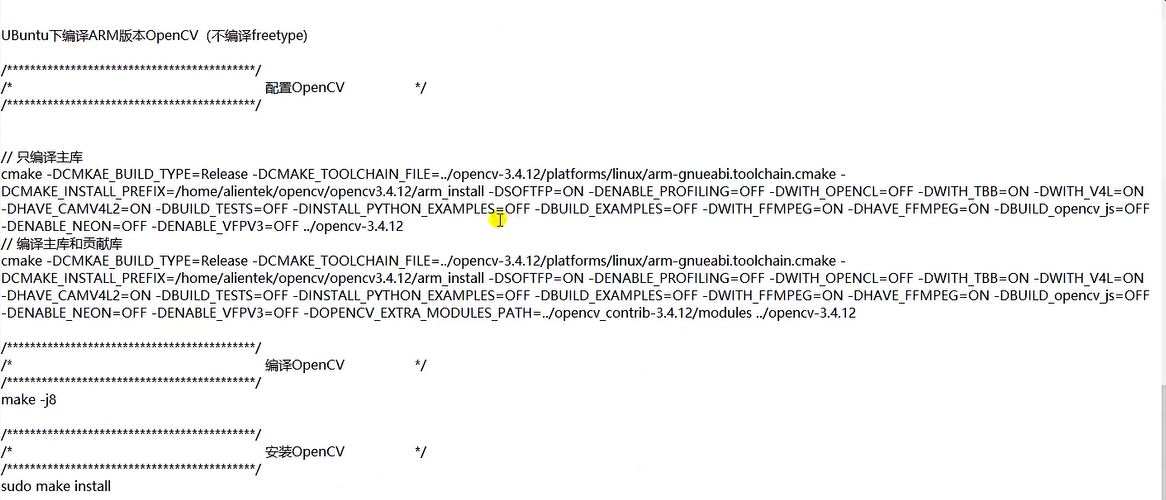 UBuntu下编译ARM版本OpenCV（不编译freetype)
/*******************************************/
/* 配置OpenCV */
/*******************************************/
// 只编译主库
cmake -DCMKAE_BUILD_TYPE=Release -DCMAKE_TOOLCHAIN_FILE=../opencv-3.4.12/platforms/linux/arm-gnueabi.toolchain.cmake -
DCMAKE_INSTALL_PREFIX=/home/alientek/opencv/opencv3.4.12/arm_install -DSOFTFP=ON -DENABLE_PROFILING=OFF -DWITH_OPENCL=OFF -DWITH_TBB=ON -DWITH_V4L=ON
-DHAVE_CAMV4L2=ON -DBUILD_TESTS=OFF -DINSTALL_PYTHON_EXAMPLES=OFF -DBUILD_EXAMPLES=OFF -DWITH_FFMPEG=ON -DHAVE_FFMPEG=ON -DBUILD_opencv_js=OFF
-DENABLE_NEON=OFF -DENABLE_VFPV3=OFF ../opencv-3.4.12
// 编译主库和贡献库
cmake -DCMKAE_BUILD_TYPE=Release -DCMAKE_TOOLCHAIN_FILE=../opencv-3.4.12/platforms/linux/arm-gnueabi.toolchain.cmake -
DCMAKE_INSTALL_PREFIX=/home/alientek/opencv/opencv3.4.12/arm_install -DSOFTFP=ON -DENABLE_PROFILING=OFF -DWITH_OPENCL=OFF -DWITH_TBB=ON -DWITH_V4L=ON
-DHAVE_CAMV4L2=ON -DBUILD_TESTS=OFF -DINSTALL_PYTHON_EXAMPLES=OFF -DBUILD_EXAMPLES=OFF -DWITH_FFMPEG=ON -DHAVE_FFMPEG=ON -DBUILD_opencv_js=OFF
-DENABLE_NEON=OFF -DENABLE_VFPV3=OFF -DOPENCV_EXTRA_MODULES_PATH=../opencv_contrib-3.4.12/modules ../opencv-3.4.12
/*******************************************/
/* 编译OpenCV */
/*******************************************/
make -j8
/*******************************************/
/* 安装OpenCV */
/*******************************************/
sudo make install